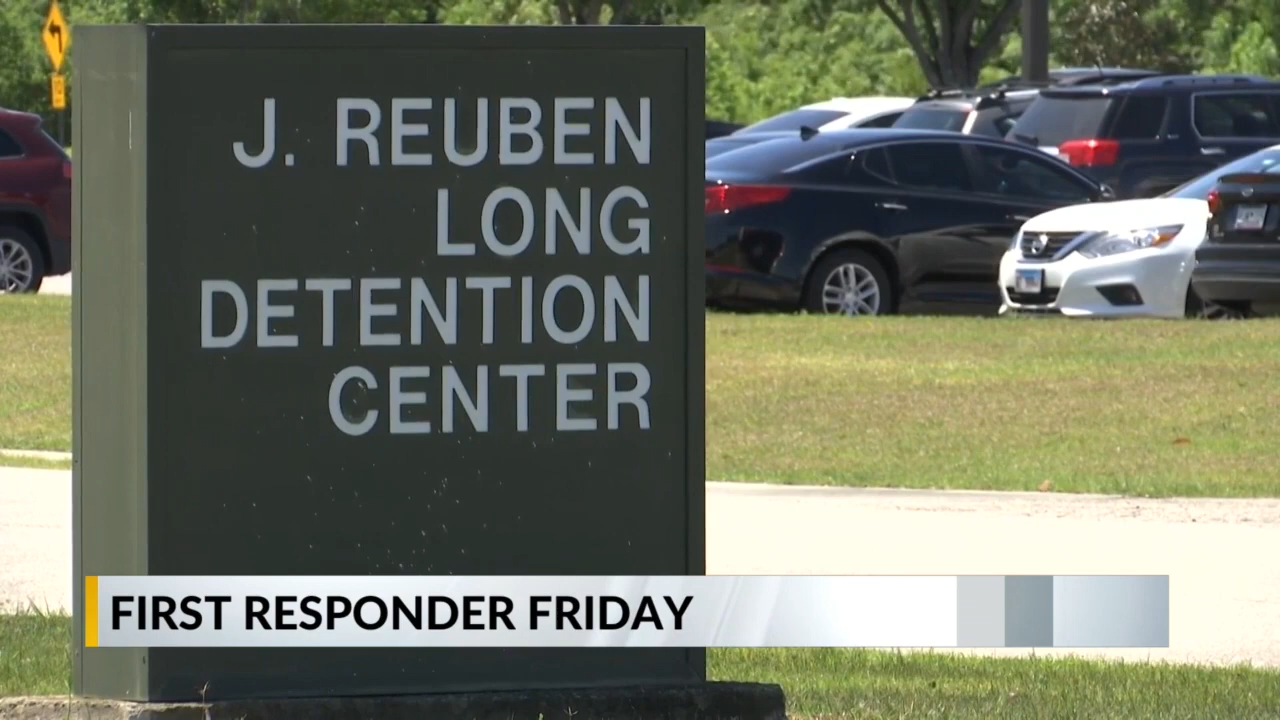 J. REUBEN
LONG
DETENTION
CENTER
FIRST RESPONDER FRIDAY